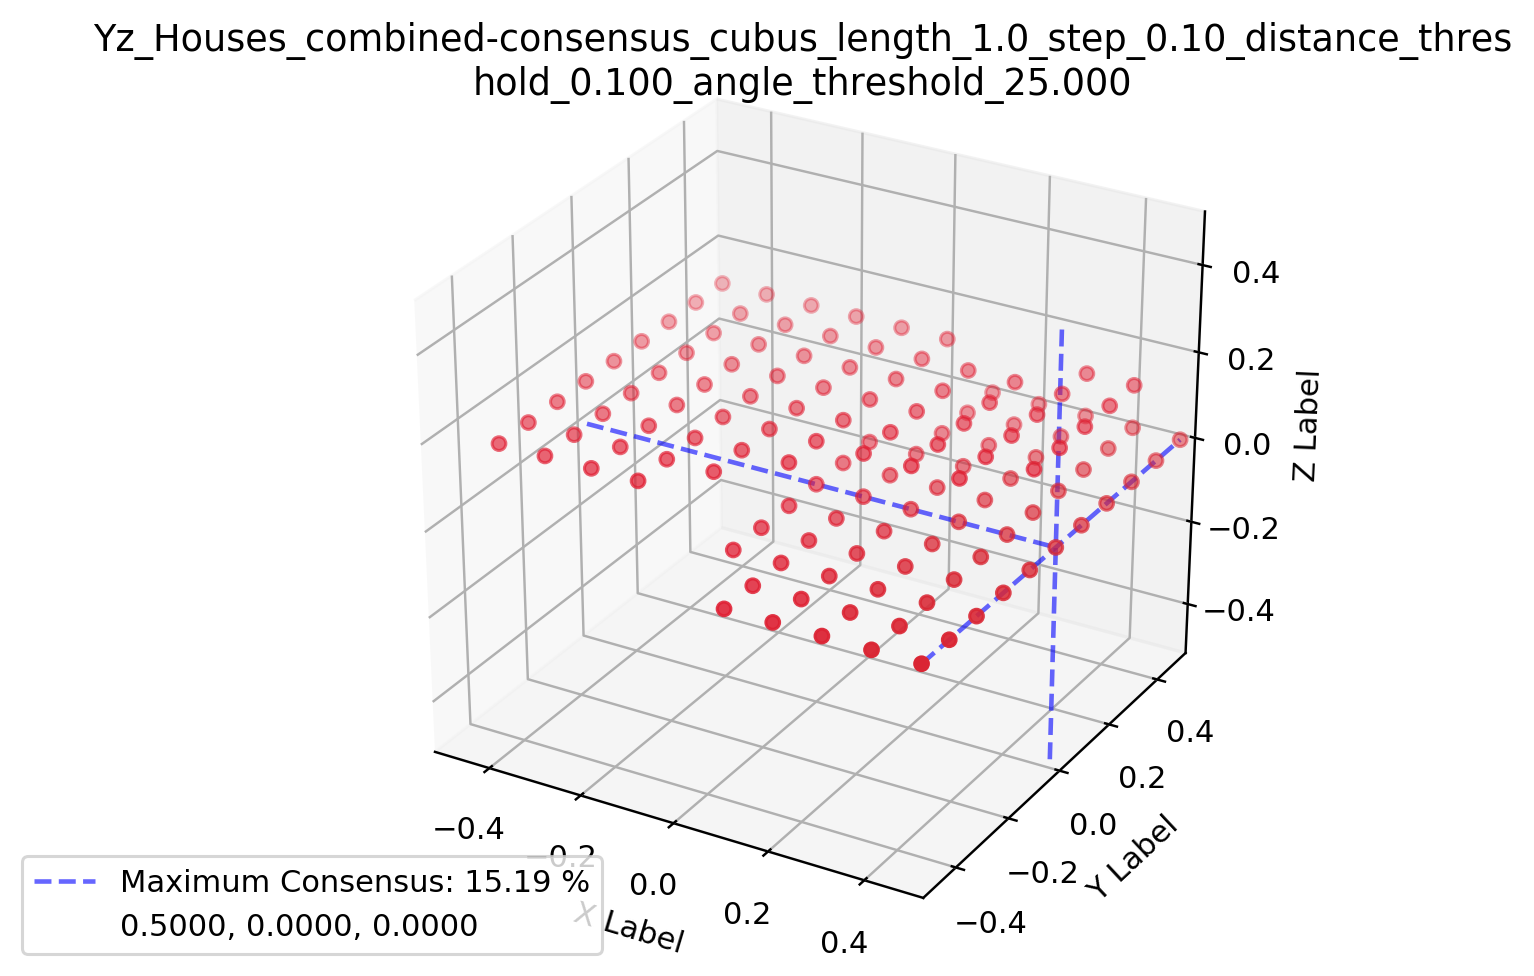 Yz_Houses_combined-consensus_cubus_length_1.0_step_0.10_distance_thres
hold_0.100_angle_threshold_25.000
0.4
0.2
0.0
−0.2
−0.4
Z Label
0.4
0.2
0.0
−0.2
−0.4
Y Label
−0.4
−0.2
0.0
0.2
0.4
X Label
Maximum Consensus: 15.19 %
0.5000, 0.0000, 0.0000